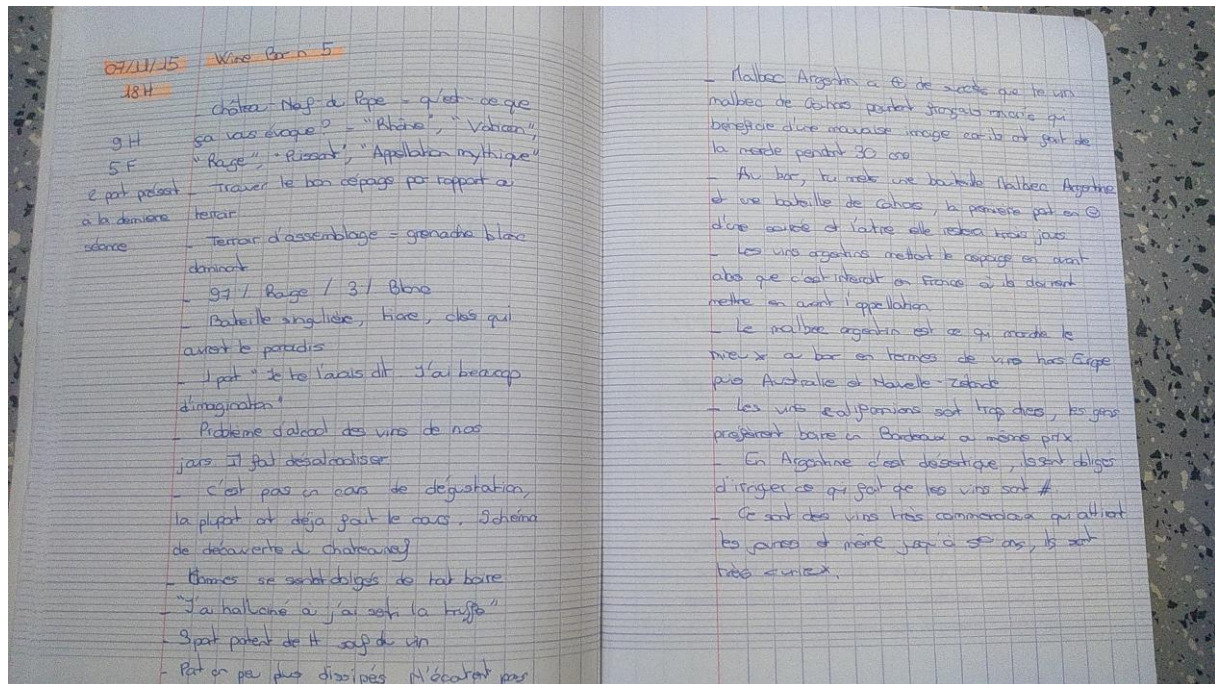 07/11/15 Wine Bar n 5
18H
châtea-Neuf-du Pape = qu'est-ce que
9H
sa vous évoque? = "Rhône", "Vatican",
5F
"Rouge", "Puissant", "Appellation mythique"
2 part présent
- Trouver le bon cépage par rapport au
à la dernière
terroir
séance
- Terroir d'assemblage = grenache blanc
dominant
- 97% Rouge / 3% Blanc
- Bouteille singulière, tiare, clés qui
ouvrent le paradis
- 1 part "Je te l'avais dit J'ai beaucoup
d'imagination"
- Problème d'alcool des vins de nos
jours Il faut désalcooliser
- c'est pas un cours de dégustation,
la plupart ont déjà fait le cours. Schéma
de découverte du chateauneuf
- Hommes se sentent obligés de tout boire
- "J'ai halluciné où j'ai senti la truffe"
- 3 part parlent de # sauf du vin
- Part un peu plus dissipés N'écoutent pas
- Malbec Argentin a ⊕ de succès que le vin
malbec de Cahors pourtant français mais qui
bénéficie d'une mauvaise image car ils ont fait de
la merde pendant 30 ans
- Au bar, tu mets une bouteille Malbec Argentine
et une bouteille de Cahors, la première part en ⊖
d'une soirée et l'autre elle restera trois jours
- Les vins argentins mettent le cépage en avant
alors que c'est interdit en France où ils doivent
mettre en avant l'appellation
- Le malbec argentin est ce qui marche le
mieux au bar en termes de vins hors Europe
puis Australie et Nouvelle-Zélande
- Les vins californiens sont trop chers, les gens
préfèrent boire un Bordeaux au même prix
- En Argentine c'est désertique, ils sont obligés
d'irriguer ce qui fait que les vins sont #.
- Ce sont des vins très commerciaux qui attirent
les jeunes et même jusqu'à 50 ans, ils sont
très curieux.